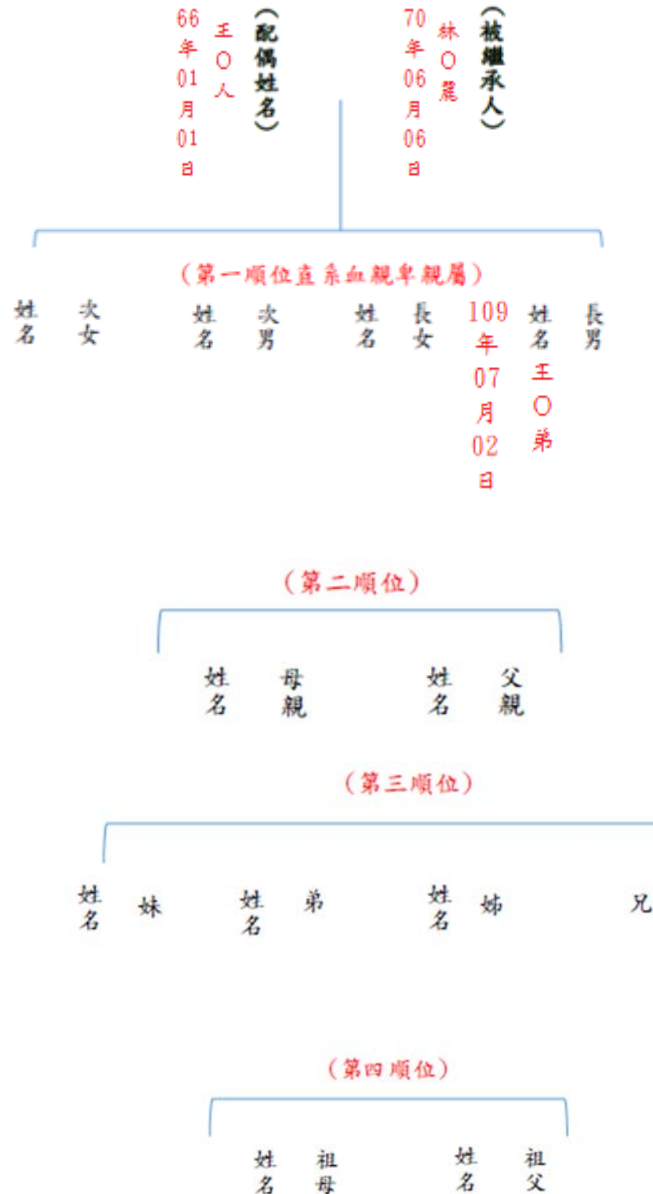 (被繼承人)
林〇麗
70年06月06日
(配偶姓名)
王〇人
66年01月01日
(第一順位直系血親卑親屬)
長男
姓名王〇弟
109年07月02日
長女
姓名
次男
姓名
次女
姓名
(第二順位)
父親
姓名
母親
姓名
(第三順位)
兄
姊
姓名
弟
姓名
妹
姓名
(第四順位)
祖父
姓名
祖母
姓名